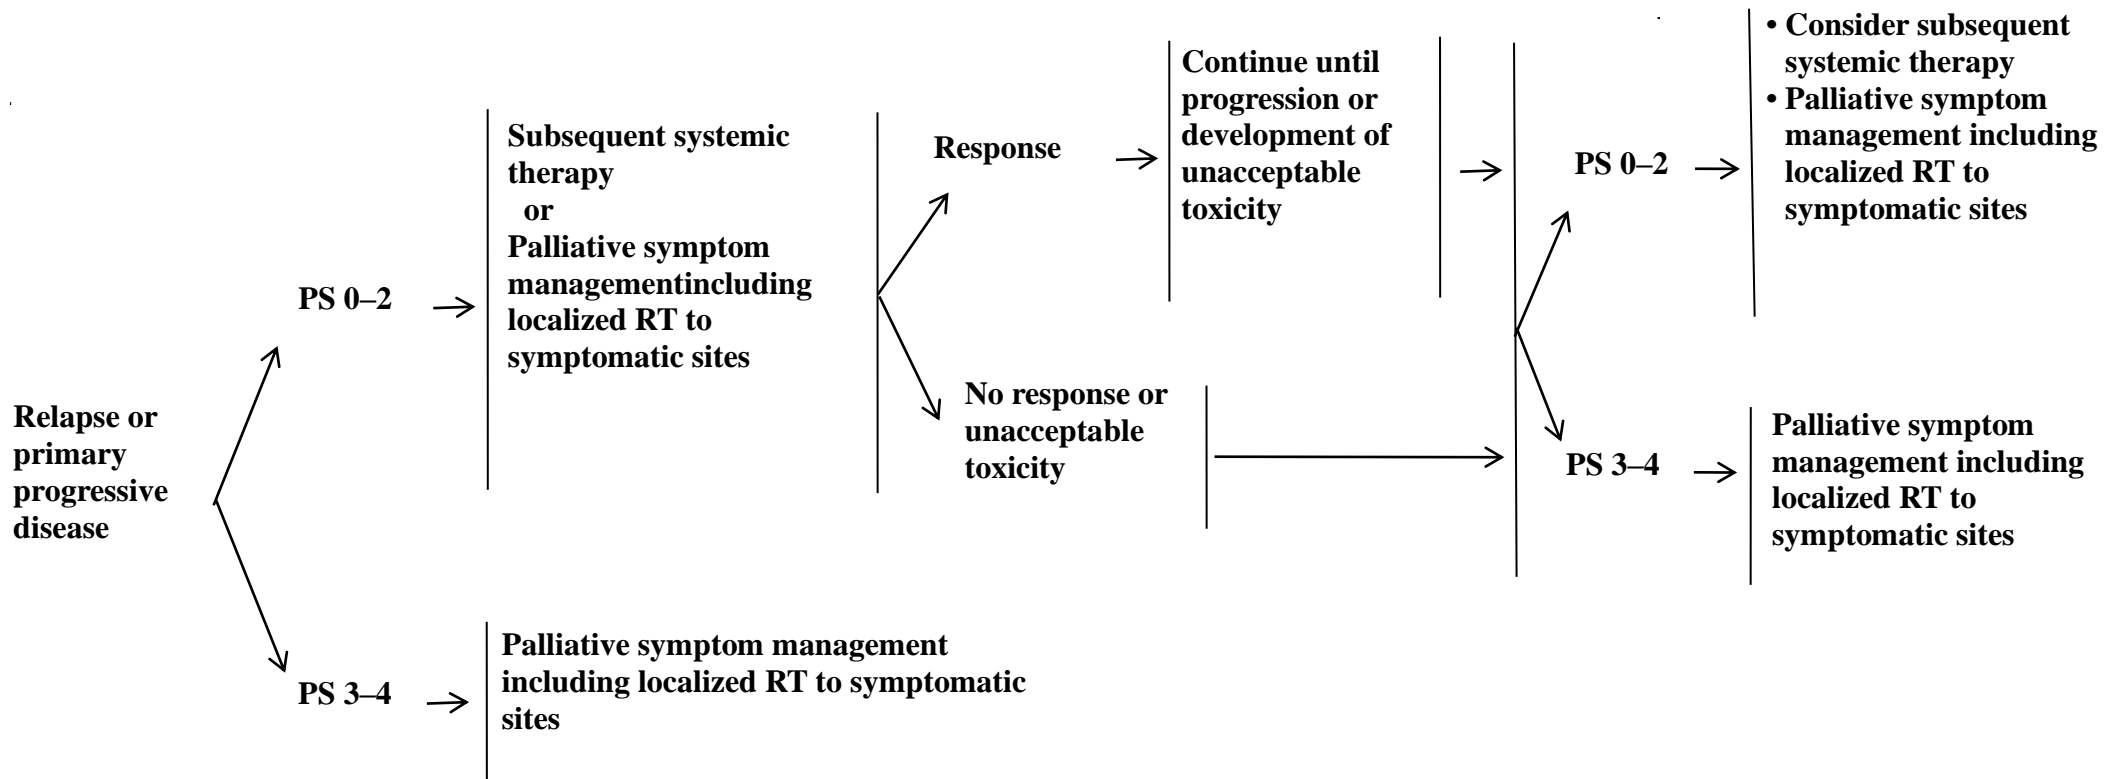 Relapse or
primary
progressive
disease
PS 0–2
Subsequent systemic
therapy
or
Palliative symptom
managementincluding
localized RT to
symptomatic sites
Response
Continue until
progression or
development of
unacceptable
toxicity
No response or
unacceptable
toxicity
PS 0–2
• Consider subsequent
systemic therapy
• Palliative symptom
management including
localized RT to
symptomatic sites
PS 3–4
Palliative symptom
management including
localized RT to
symptomatic sites
PS 3–4
Palliative symptom management
including localized RT to symptomatic
sites